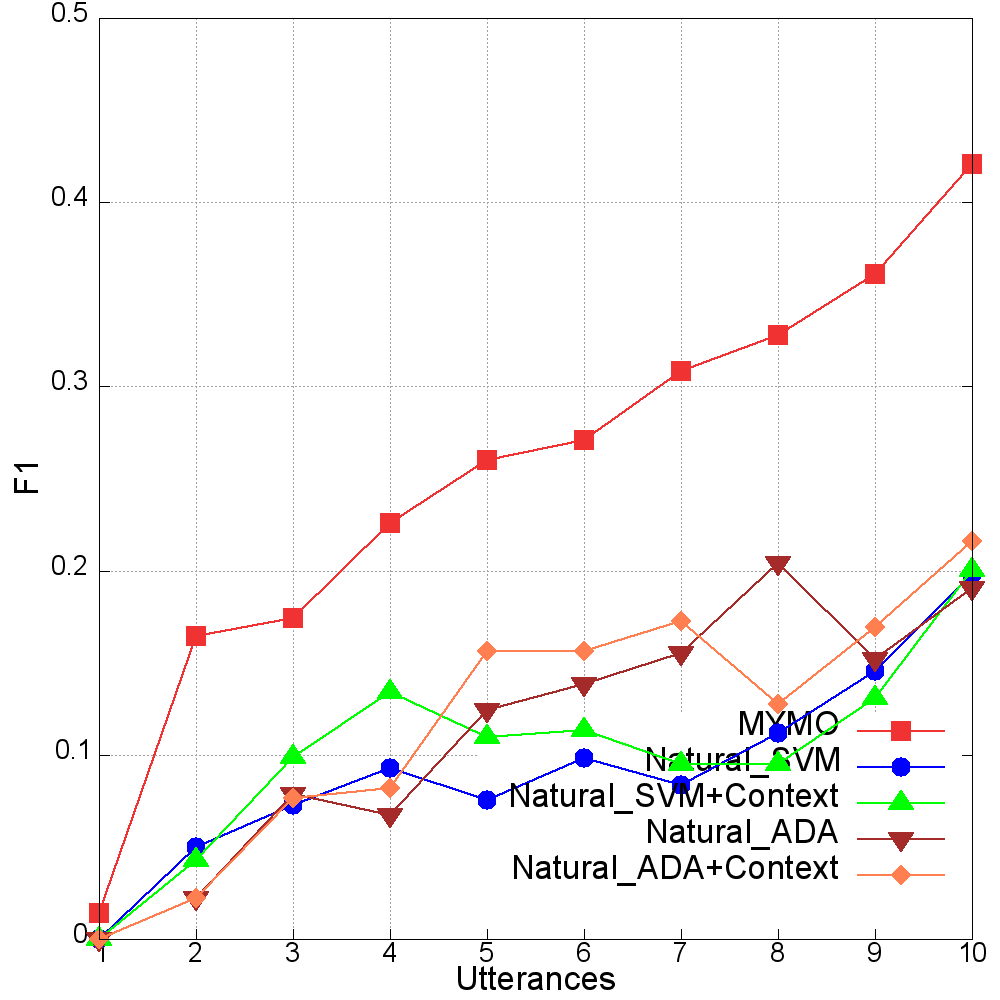 0.5
0.4
0.3
0.2
0.1
0
F1
MYMO
Natural_SVM
Natural_SVM+Context
Natural_ADA
Natural_ADA+Context
1 2 3 4 5 6 7 8 9 10
Utterances